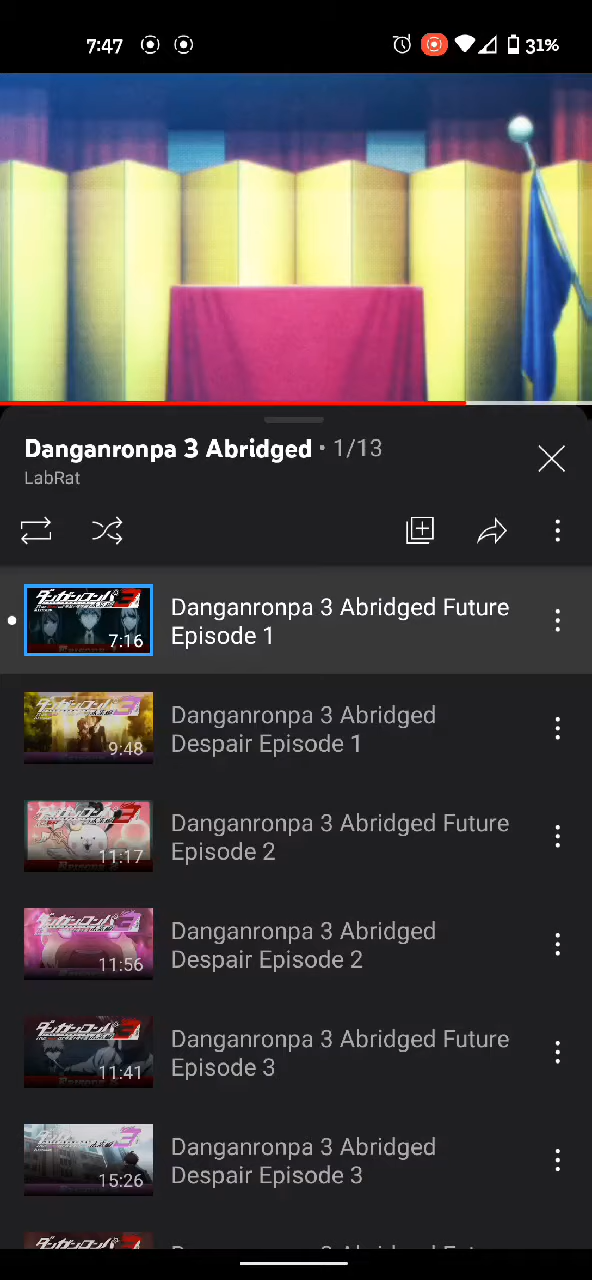 7:47
31%
Danganronpa 3 Abridged • 1/13
LabRat
7:16
Danganronpa 3 Abridged Future
Episode 1
9:48
Danganronpa 3 Abridged
Despair Episode 1
11:17
Danganronpa 3 Abridged Future
Episode 2
11:56
Danganronpa 3 Abridged
Despair Episode 2
11:41
Danganronpa 3 Abridged Future
Episode 3
15:26
Danganronpa 3 Abridged
Despair Episode 3